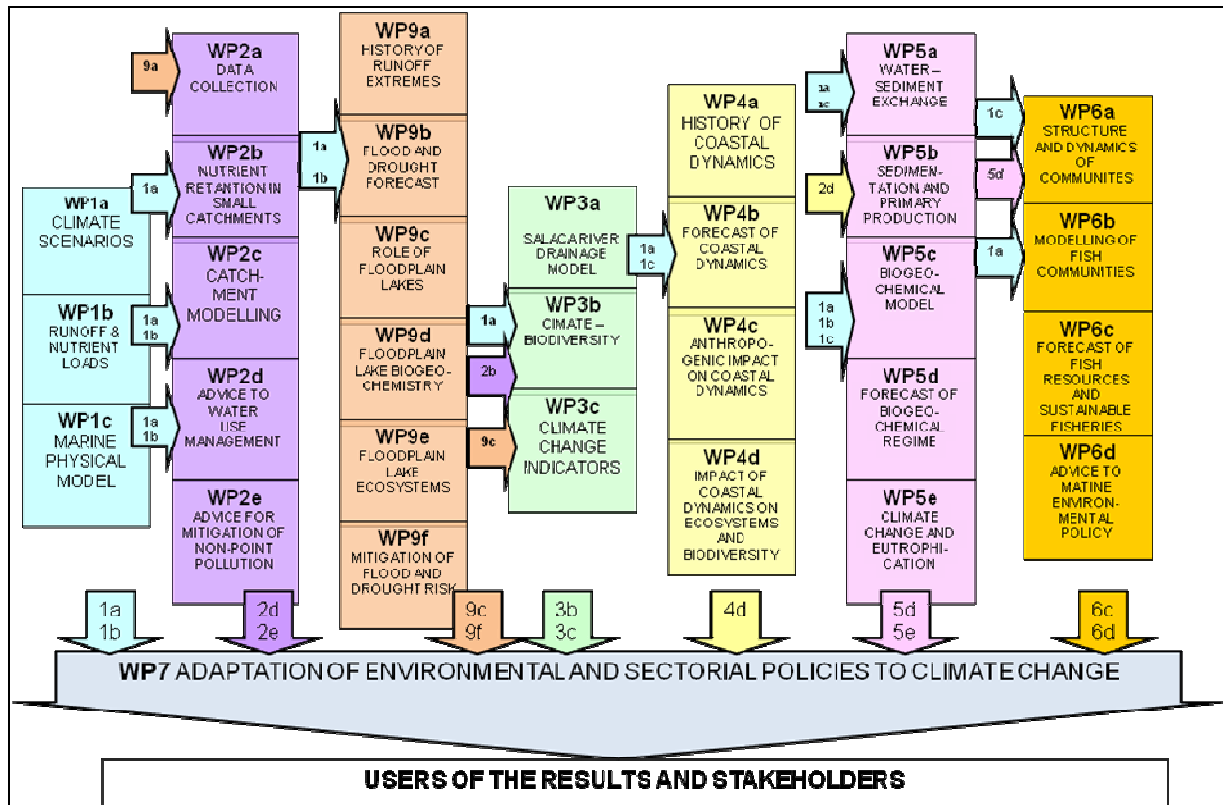 9a
WP2a
DATA
COLLECTION
WP2b
NUTRIENT
RETANTION IN
SMALL
CATCHMENTS
WP2c
CATCH-
MENT
MODELLING
WP2d
ADVICE TO
WATER
USE
MANAGEMENT
WP2e
ADVICE FOR
MITIGATION OF
NON-POINT
POLLUTION
WP1a
CLIMATE
SCENARIOS
WP1b
RUNOFF &
NUTRIENT
LOADS
WP1c
MARINE
PHYSICAL
MODEL
1a
1a
1b
1a
1b
WP9a
HISTORY OF
RUNOFF
EXTREMES
WP9b
FLOOD AND
DROUGHT
FORECAST
WP9c
ROLE OF
FLOODPLAIN
LAKES
WP9d
FLOODPLAIN
LAKE BIOGEO-
CHEMISTRY
WP9e
FLOODPLAIN
LAKE
ECOSYSTEMS
WP9f
MITIGATION OF
FLOOD AND
DROUGHT RISK
1a
1b
1a
2b
9c
WP3a
SALACA RIVER
DRAINAGE
MODEL
WP3b
CIMATE –
BIODIVERSITY
WP3c
CLIMATE
CHANGE
INDICATORS
1a
1c
WP4a
HISTORY OF
COASTAL
DYNAMICS
WP4b
FORECAST OF
COASTAL
DYNAMICS
WP4c
ANTHROPO-
GENIC IMPACT
ON COASTAL
DYNAMICS
WP4d
IMPACT OF
COASTAL
DYNAMICS ON
ECOSYSTEMS
AND
BIODIVERSITY
1a
1c
2d
1a
1b
1c
WP5a
WATER –
SEDIMENT
EXCHANGE
WP5b
SEDIMEN-
TATION AND
PRIMARY
PRODUCTION
WP5c
BIOGEO-
CHEMICAL
MODEL
WP5d
FORECAST OF
BIOGEO-
CHEMICAL
REGIME
WP5e
CLIMATE
CHANGE AND
EUTROPHI-
CATION
1c
5d
1a
WP6a
STRUCTURE
AND DYNAMICS
OF
COMMUNITES
WP6b
MODELLING OF
FISH
COMMUNITIES
WP6c
FORECAST OF
FISH
RESOURCES
AND
SUSTAINABLE
FISHERIES
WP6d
ADVICE TO
MATINE
ENVIRON-
MENTAL
POLICY
1a
1b
2d
2e
9c
9f
3b
3c
4d
5d
5e
6c
6d
WP7 ADAPTATION OF ENVIRONMENTAL AND SECTORIAL POLICIES TO CLIMATE CHANGE
USERS OF THE RESULTS AND STAKEHOLDERS